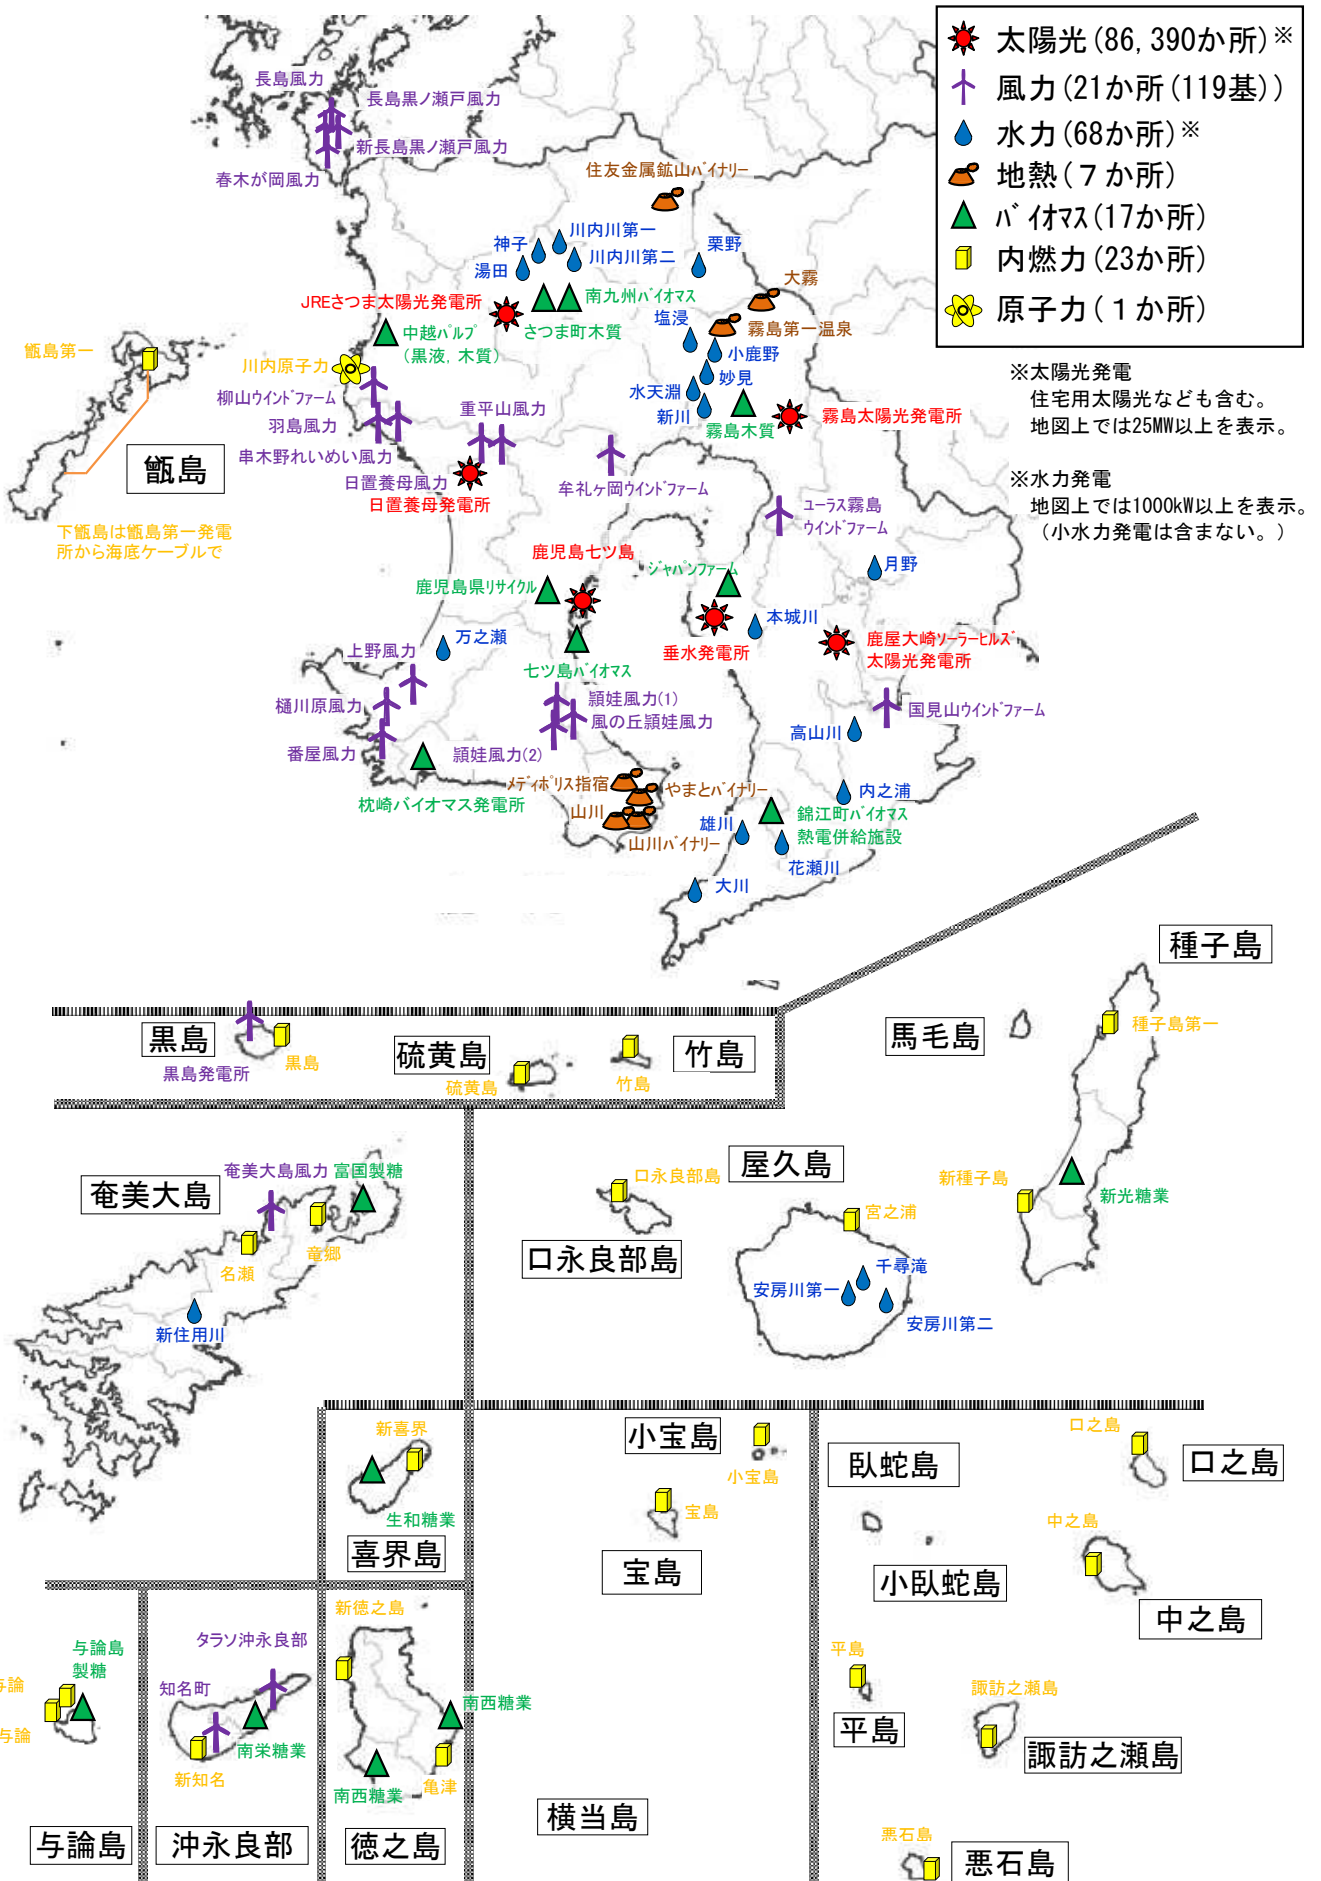 太陽光(86,390か所)※
風力(21か所(119基))
水力(68か所)※
地熱(7か所)
バイオマス(17か所)
内燃力(23か所)
原子力(1か所)
※太陽光発電
住宅用太陽光なども含む。
地図上では25MW以上を表示。
※水力発電
地図上では1000kW以上を表示。
(小水力発電は含まない。)
長島風力
長島黒ノ瀬戸風力
新長島黒ノ瀬戸風力
春木が岡風力
住友金属鉱山バイナリー
川内川第一
神子
川内川第二
湯田
栗野
大霧
JREさつま太陽光発電所
南九州バイオマス
さつま町木質
中越パルプ
(黒液,木質)
塩浸
霧島第一温泉
小鹿野
妙見
水天淵
新川
霧島木質
霧島太陽光発電所
甑島第一
甑島
下甑島は甑島第一発電
所から海底ケーブルで
川内原子力
柳山ウインドファーム
羽島風力
串木野れいめい風力
重平山風力
日置養母風力
日置養母発電所
牟礼ヶ岡ウインドファーム
ユーラス霧島
ウインドファーム
月野
鹿児島七ツ島
ジャパンファーム
鹿児島県リサイクル
本城川
垂水発電所
鹿屋大崎ソーラーヒルズ
太陽光発電所
万之瀬
上野風力
七ツ島バイオマス
樋川原風力
頴娃風力(1)
風の丘頴娃風力
国見山ウインドファーム
番屋風力
頴娃風力(2)
高山川
枕崎バイオマス発電所
メディポリス指宿
やまとバイナリー
内之浦
山川
山川バイナリー
雄川
錦江町バイオマス
熱電併給施設
花瀬川
大川
種子島
種子島第一
馬毛島
新種子島
新光糖業
黒島
黒島発電所
黒島
硫黄島
硫黄島
竹島
竹島
奄美大島
奄美大島風力
富国製糖
竜郷
名瀬
新住用川
口永良部島
口永良部島
屋久島
宮之浦
千尋滝
安房川第一
安房川第二
新喜界
生和糖業
喜界島
小宝島
小宝島
宝島
宝島
臥蛇島
小臥蛇島
口之島
口之島
中之島
中之島
平島
平島
諏訪之瀬島
諏訪之瀬島
悪石島
悪石島
横当島
与論島
製糖
与論
与論
与論島
タラソ沖永良部
知名町
南栄糖業
新知名
沖永良部
新徳之島
南西糖業
南西糖業
亀津
徳之島